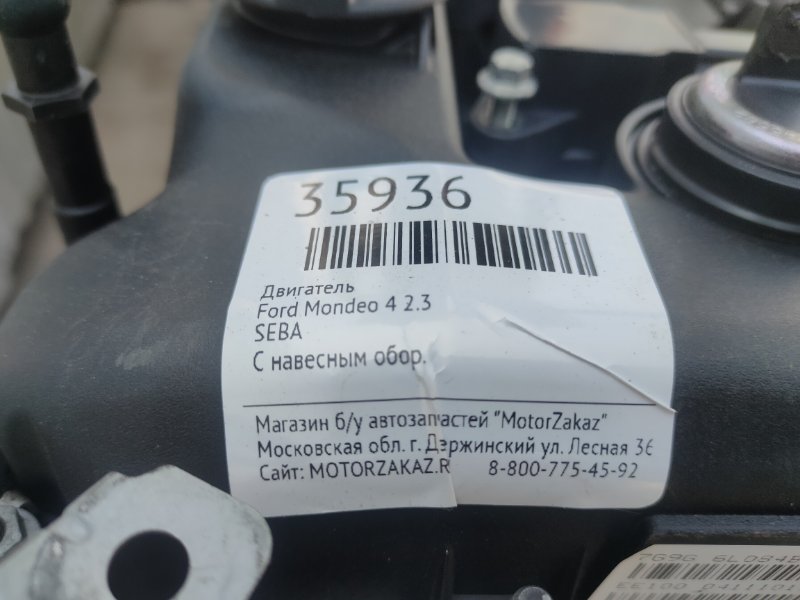 35936
Двигатель
Ford Mondeo 4 2.3
SEBA
С навесным обор.
Магазин б/у автозапчастей "MotorZakaz"
Московская обл. г. Дзержинский ул. Лесная 36
Сайт: MOTORZAKAZ.R 8-800-775-45-92
7G9G